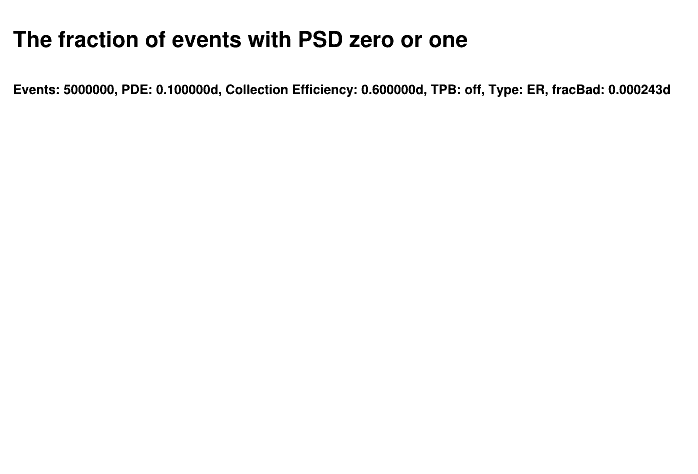 The fraction of events with PSD zero or one
Events: 5000000, PDE: 0.100000d, Collection Efficiency: 0.600000d, TPB: off, Type: ER, fracBad: 0.000243d